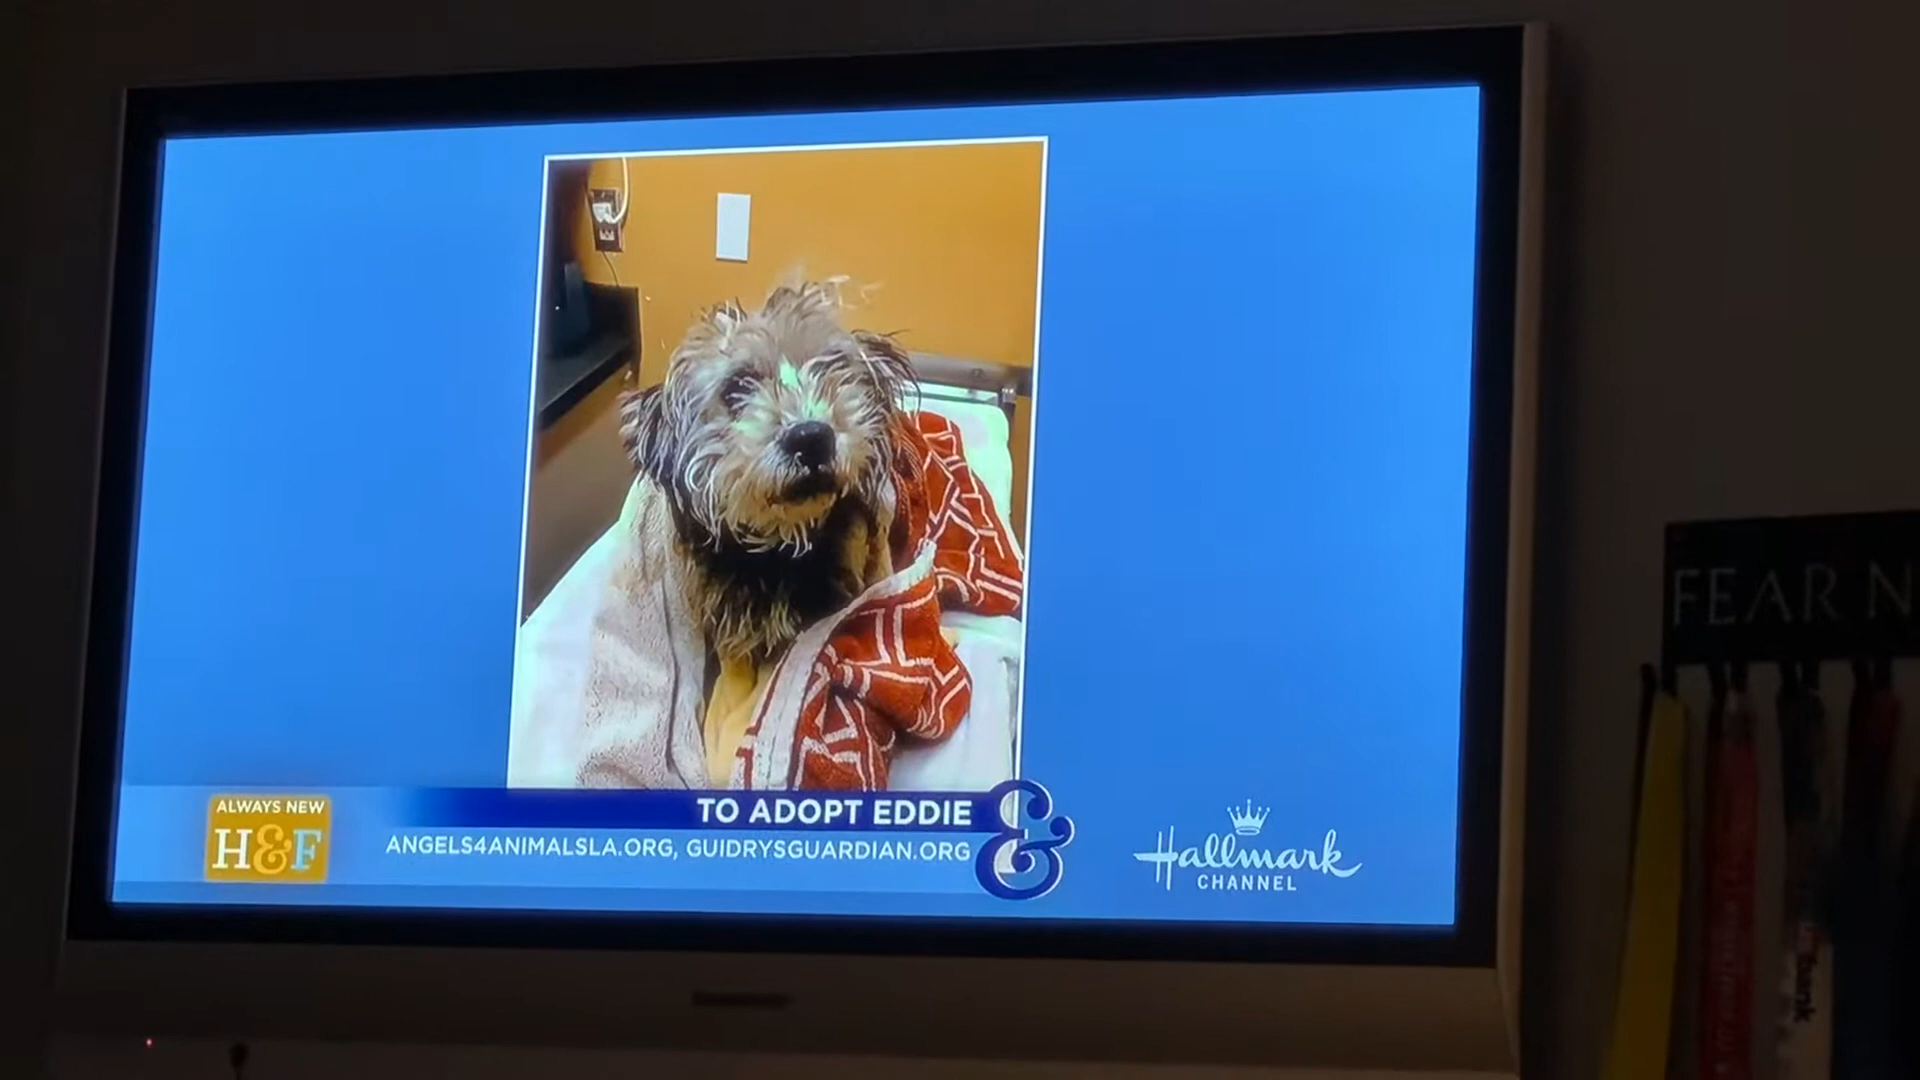 TO ADOPT EDDIE
ANGELS4ANIMALSLA.ORG, GUIDRYSGUARDIAN.ORG
&
ALWAYS NEW
H&F
Hallmark
CHANNEL
FEAR N